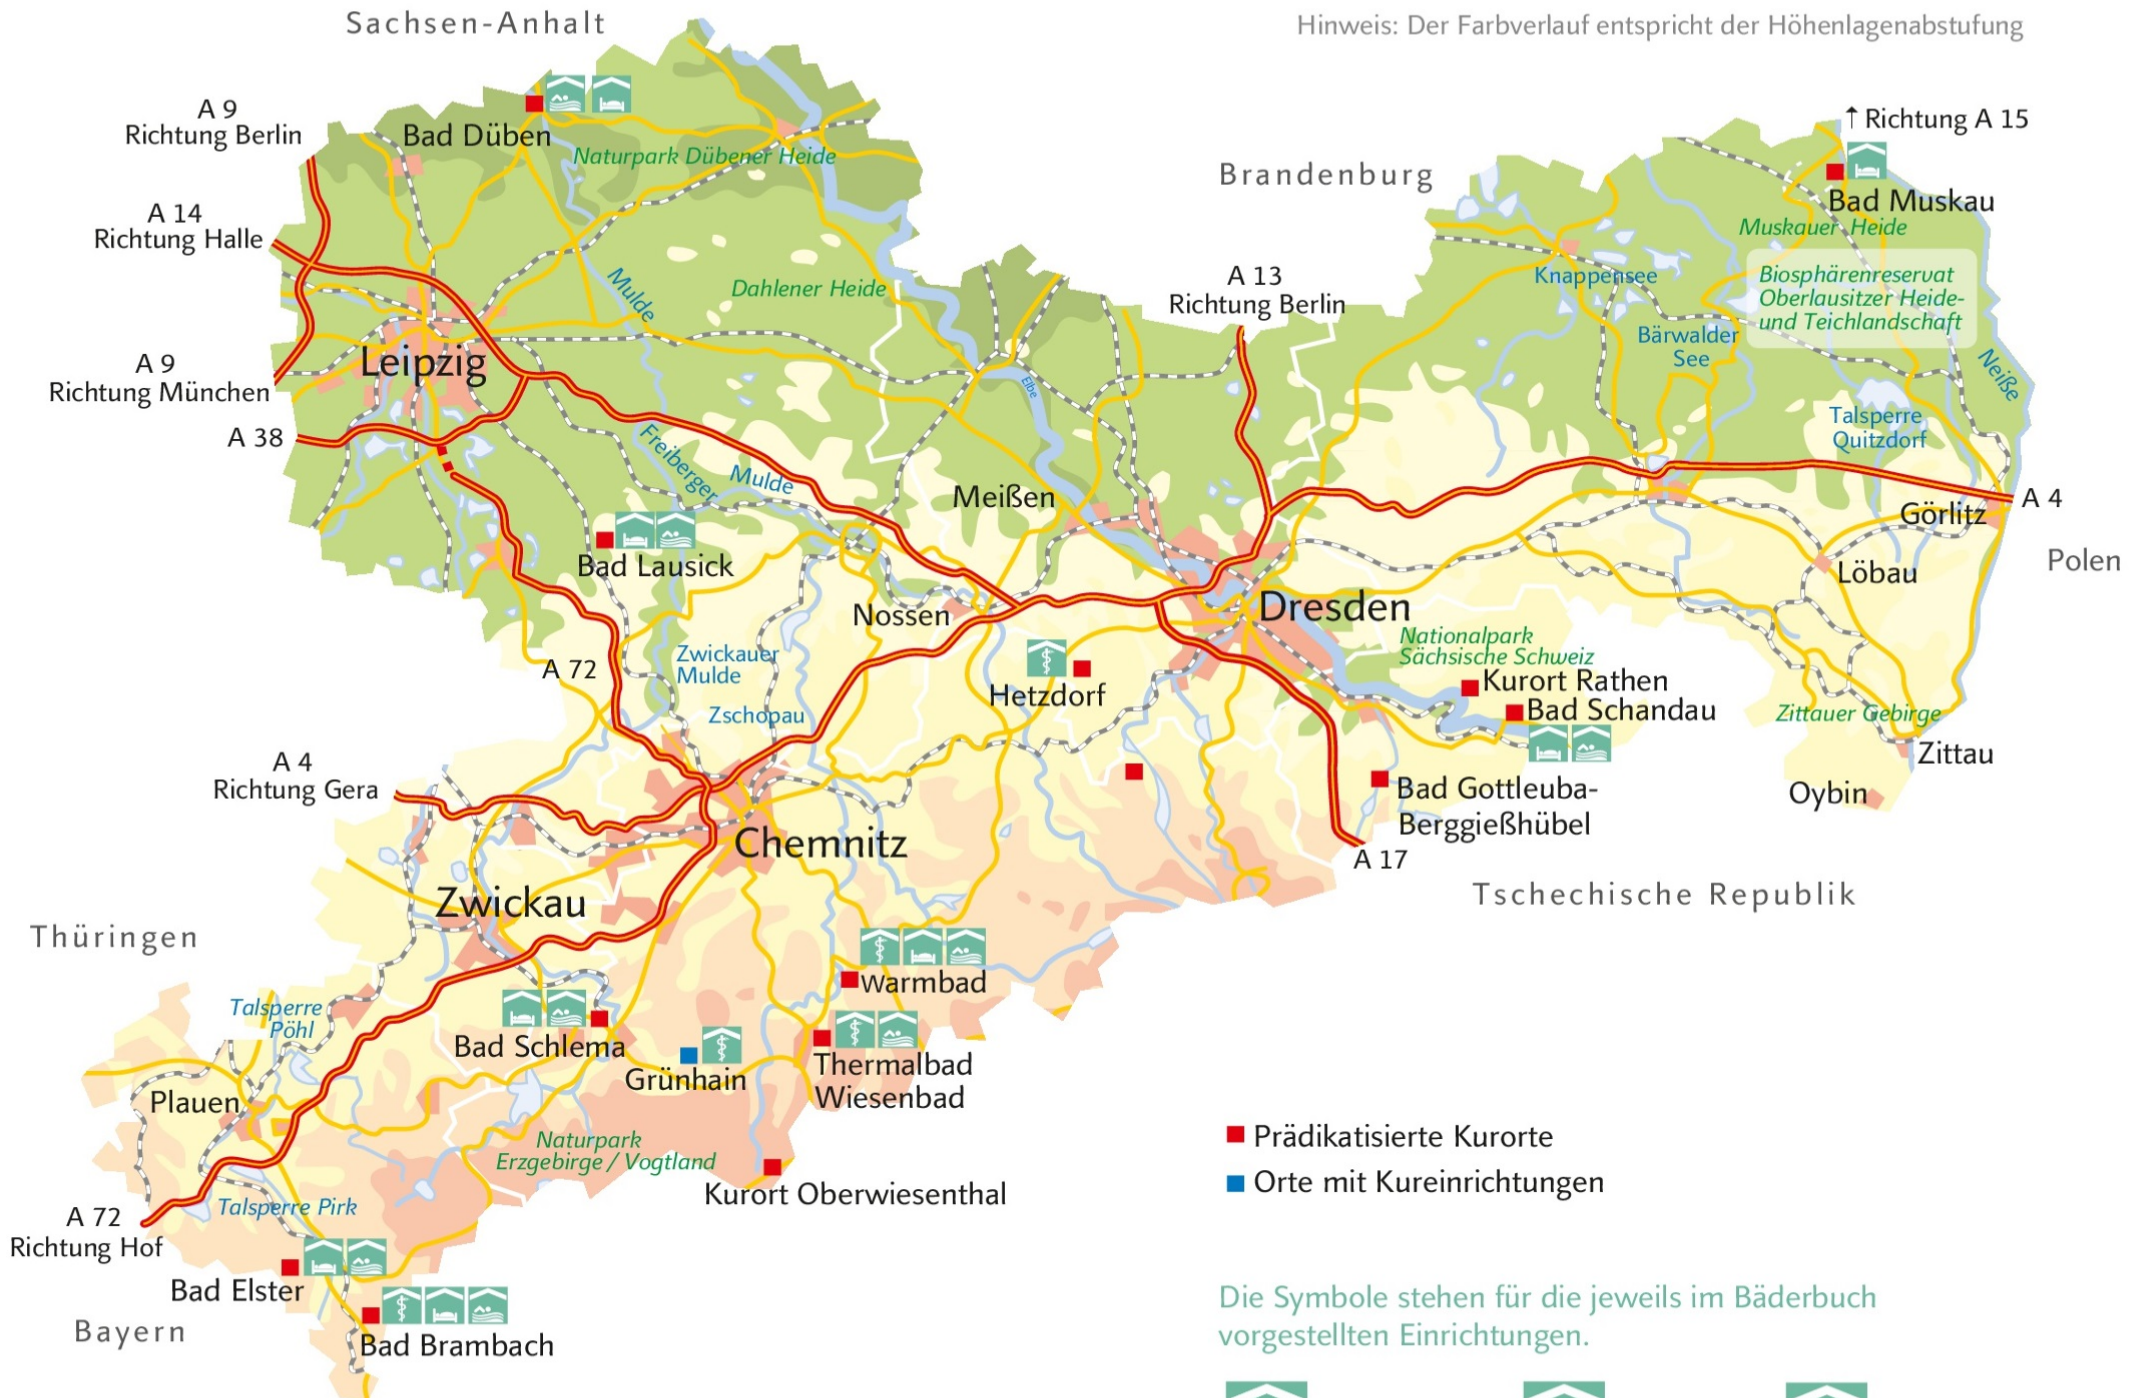 Sachsen-Anhalt
Hinweis: Der Farbverlauf entspricht der Höhenlagenabstufung
A 9
Richtung Berlin
Bad Düben
Naturpark Dübener Heide
↑ Richtung A 15
Brandenburg
Bad Muskau
Muskauer Heide
A 14
Richtung Halle
Mulde
Dahlener Heide
A 13
Richtung Berlin
Knappensee
Biosphärenreservat
Oberlausitzer Heide-
und Teichlandschaft
Bärwalder
See
Neiße
A 9
Richtung München
Leipzig
Elbe
A 38
Freiberger
Mulde
Talsperre
Quitzdorf
Meißen
A 4
Görlitz
Polen
Bad Lausick
Löbau
Nossen
Dresden
A 72
Zwickauer
Mulde
Nationalpark
Sächsische Schweiz
Hetzdorf
Kurort Rathen
Bad Schandau
Zschopau
Zittauer Gebirge
Zittau
A 4
Richtung Gera
Bad Gottleuba-
Berggießhübel
Oybin
Chemnitz
A 17
Zwickau
Tschechische Republik
Thüringen
Warmbad
Talsperre
Pöhl
Bad Schlema
Grünhain
Thermalbad
Wiesenbad
Plauen
Naturpark
Erzgebirge / Vogtland
Prädikatisierte Kurorte
Orte mit Kureinrichtungen
Kurort Oberwiesenthal
Talsperre Pirk
A 72
Richtung Hof
Bad Elster
Bayern
Bad Brambach
Die Symbole stehen für die jeweils im Bäderbuch
vorgestellten Einrichtungen.